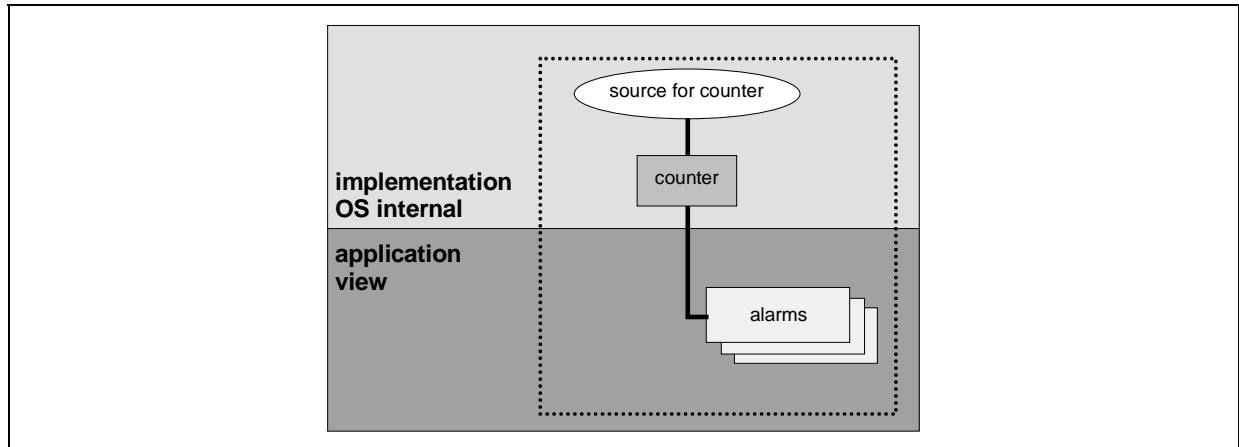 source for counter
counter
implementation
OS internal
application
view
alarms